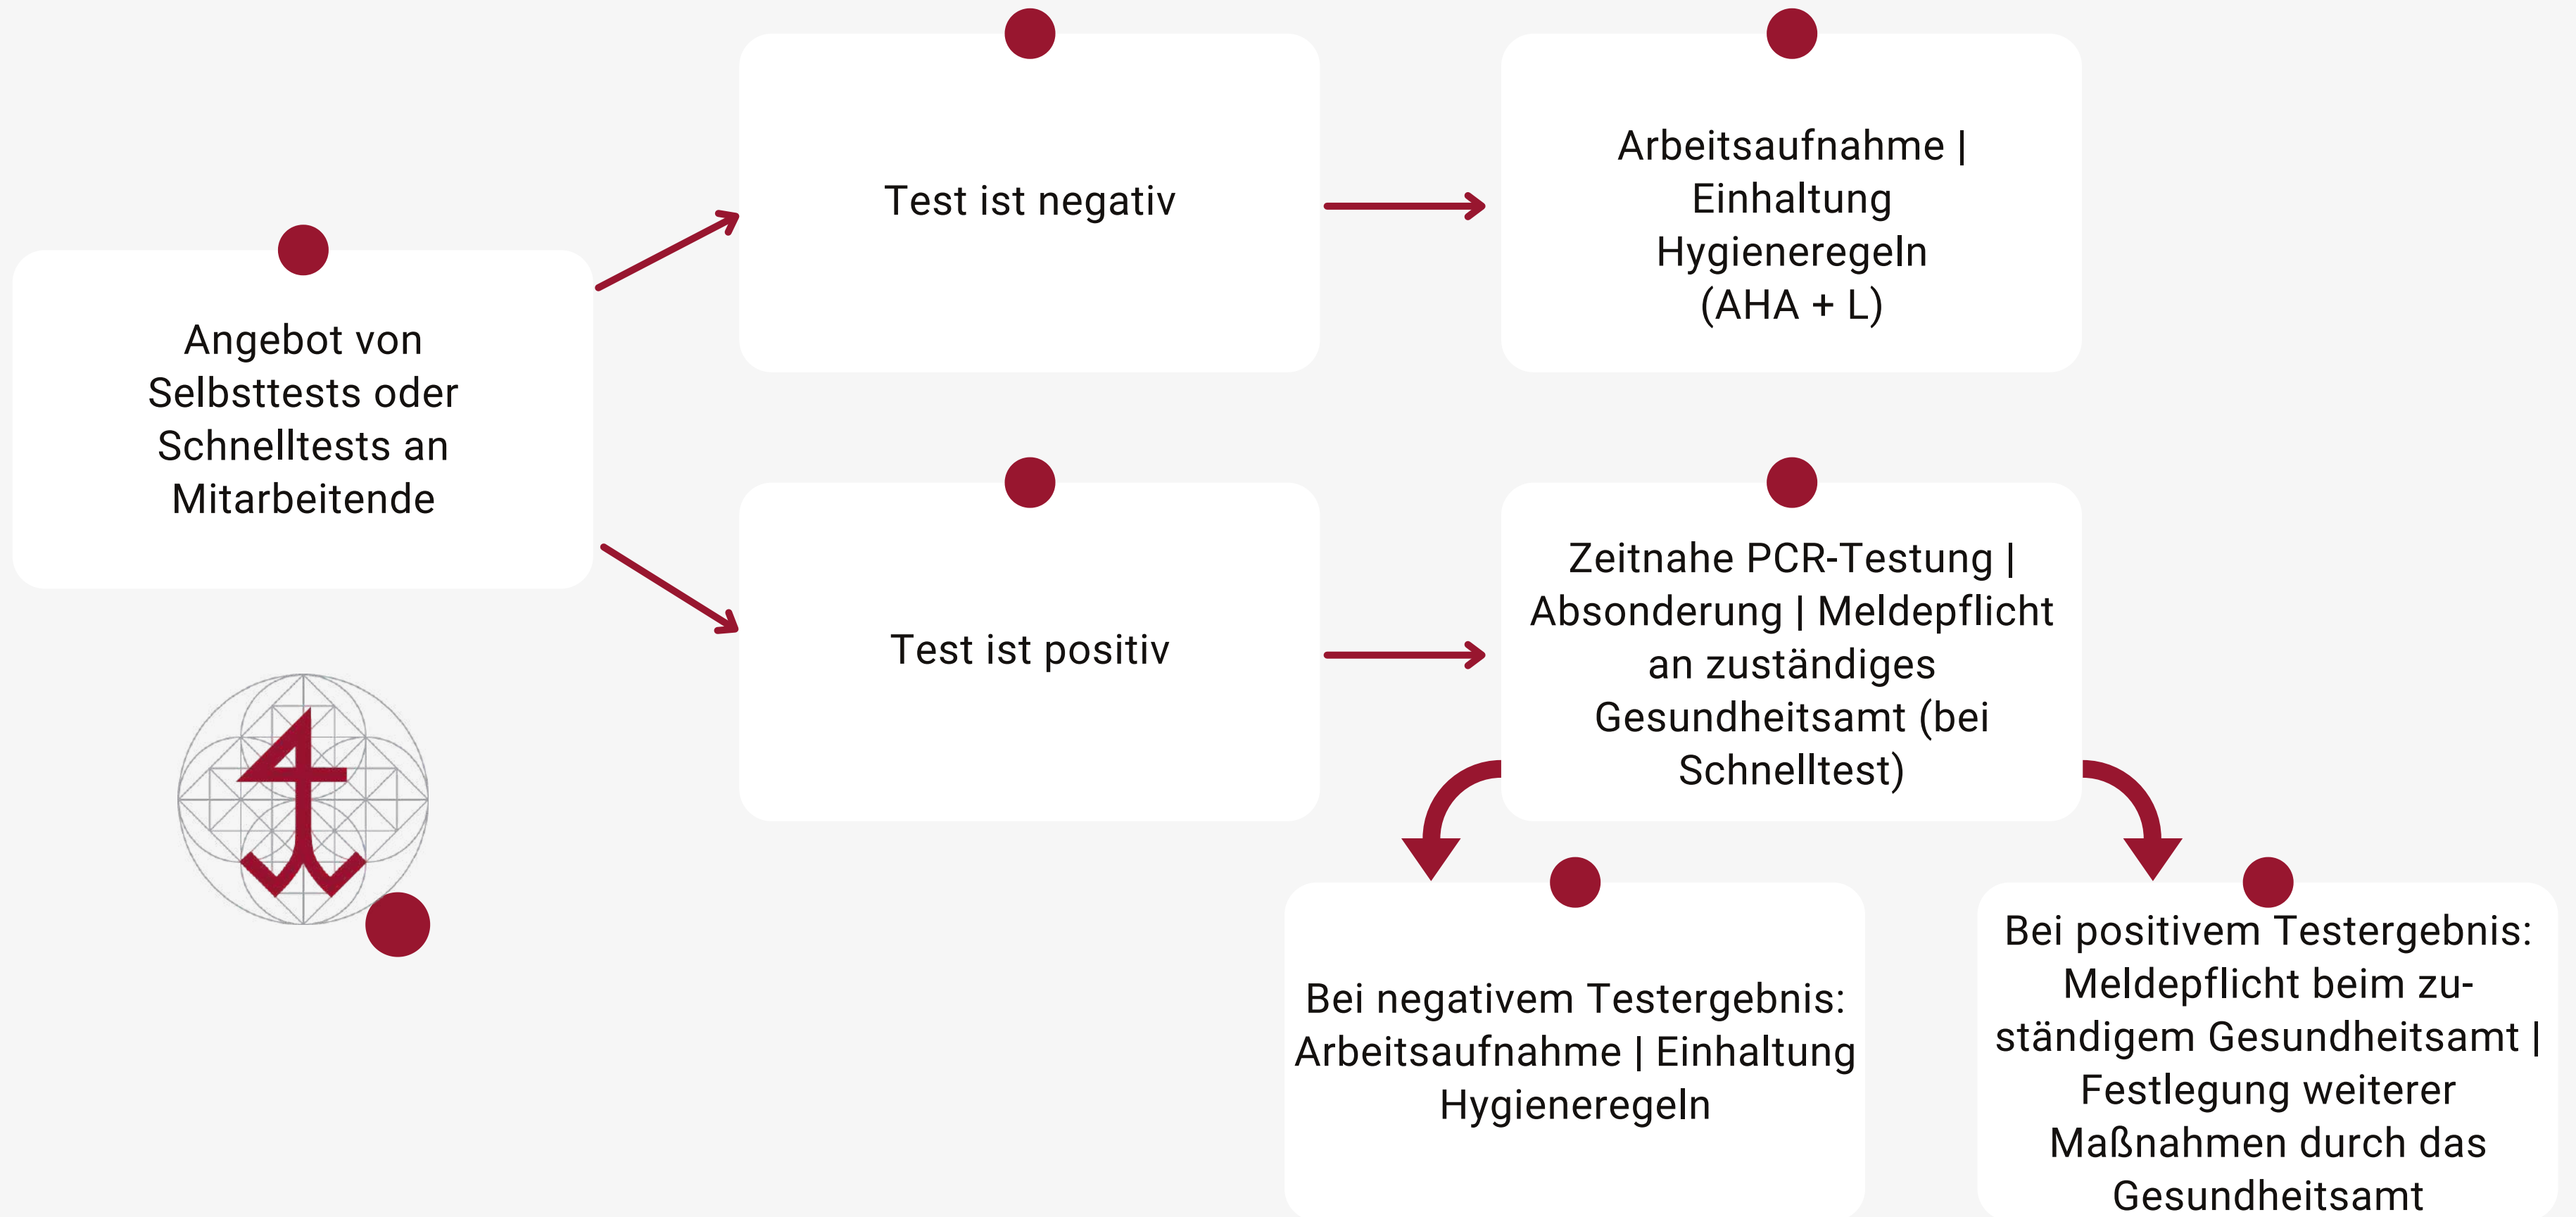 Angebot von
Selbsttests oder
Schnelltests an
Mitarbeitende
Test ist negativ
Arbeitsaufnahme |
Einhaltung
Hygieneregeln
(AHA + L)
Test ist positiv
Zeitnahe PCR-Testung |
Absonderung | Meldepflicht
an zuständiges
Gesundheitsamt (bei
Schnelltest)
Bei negativem Testergebnis:
Arbeitsaufnahme | Einhaltung
Hygieneregeln
Bei positivem Testergebnis:
Meldepflicht beim zu-
ständigem Gesundheitsamt |
Festlegung weiterer
Maßnahmen durch das
Gesundheitsamt